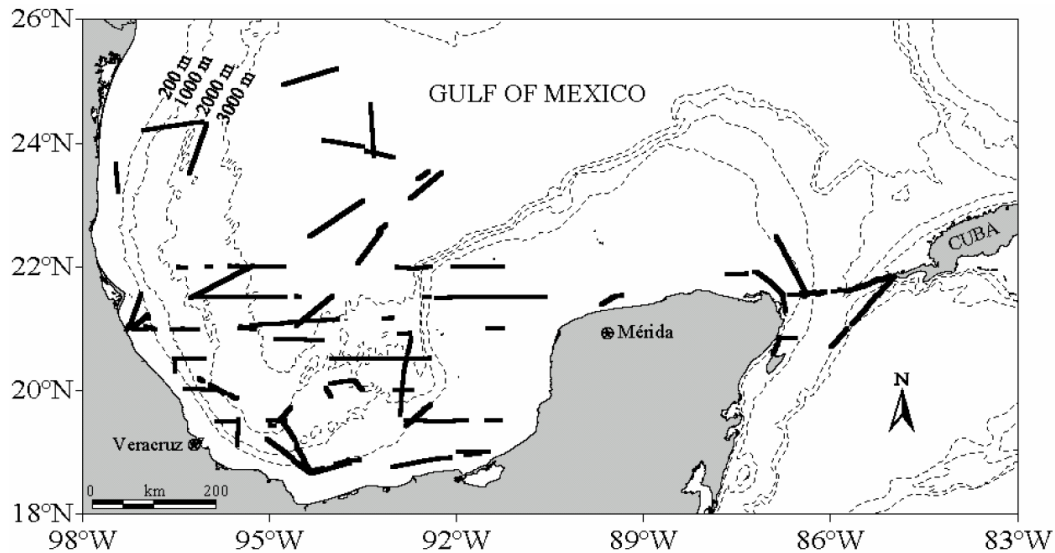 26°N
24°N
22°N
20°N
18°N
200 m
1000 m
2000 m
3000 m
GULF OF MEXICO
CUBA
Mérida
N
Veracruz
0 km 200
98°W 95°W 92°W 89°W 86°W 83°W